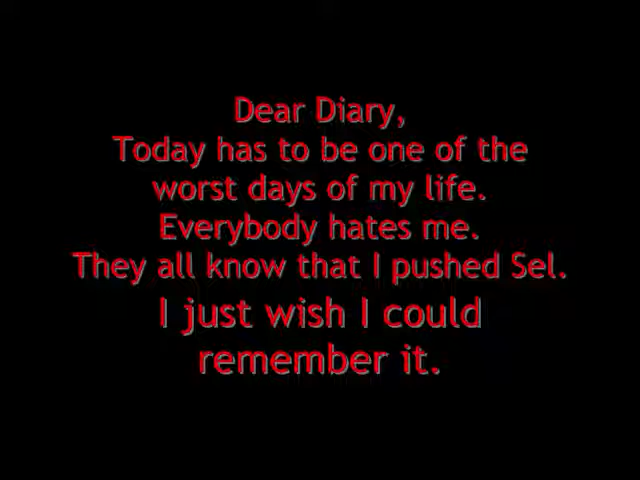 Dear Diary,
Today has to be one of the
worst days of my life.
Everybody hates me.
They all know that I pushed Sel.
I just wish I could
remember it.